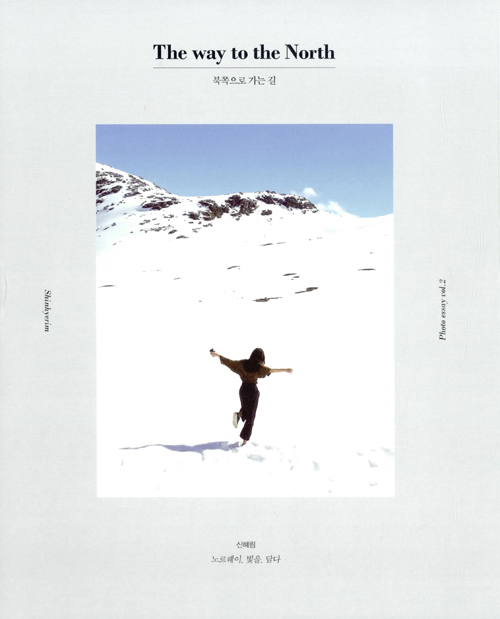 The way to the North
북쪽으로 가는 길
Shinhyerim
Photo essay vol.2
신혜림
노르웨이, 빛을, 담다